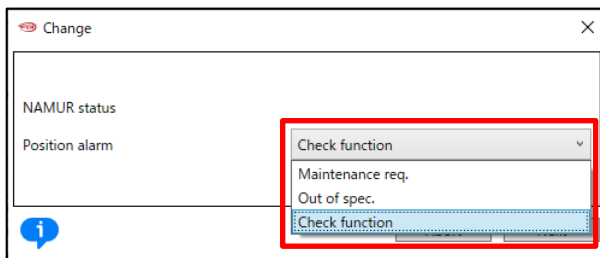 Change
NAMUR status
Position alarm
Check function
Maintenance req.
Out of spec.
Check function